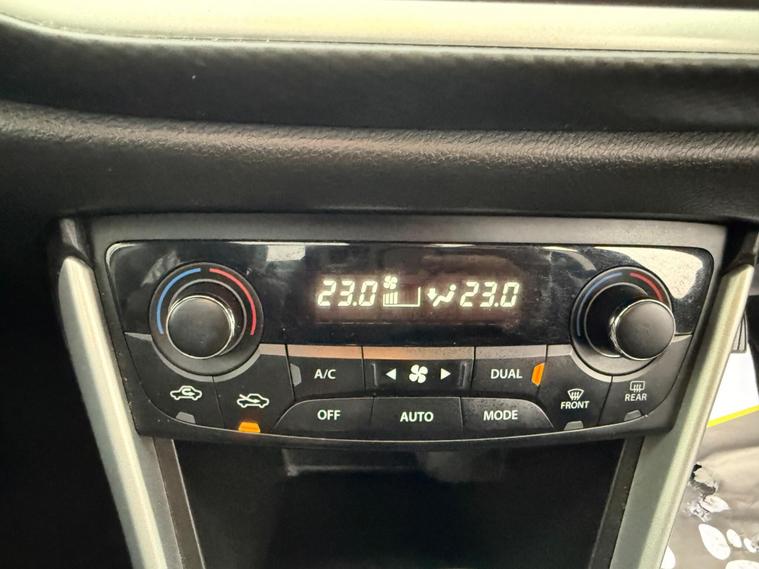 23.0 23.0
A/C DUAL
FRONT REAR
OFF AUTO MODE